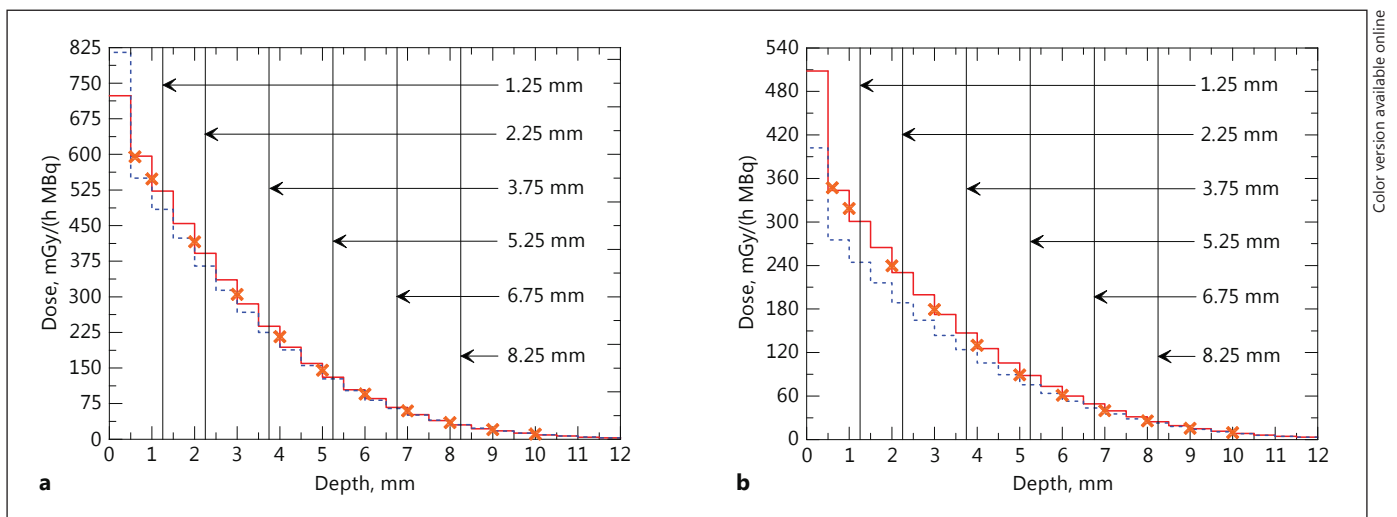 Color version available online
825
750
675
600
525
450
375
300
225
150
75
0
Dose, mGy/(h MBq)
1.25 mm
2.25 mm
3.75 mm
5.25 mm
6.75 mm
8.25 mm
0 1 2 3 4 5 6 7 8 9 10 11 12
a
Depth, mm
540
480
420
360
300
240
180
120
60
0
Dose, mGy/(h MBq)
1.25 mm
2.25 mm
3.75 mm
5.25 mm
6.75 mm
8.25 mm
0 1 2 3 4 5 6 7 8 9 10 11 12
b
Depth, mm